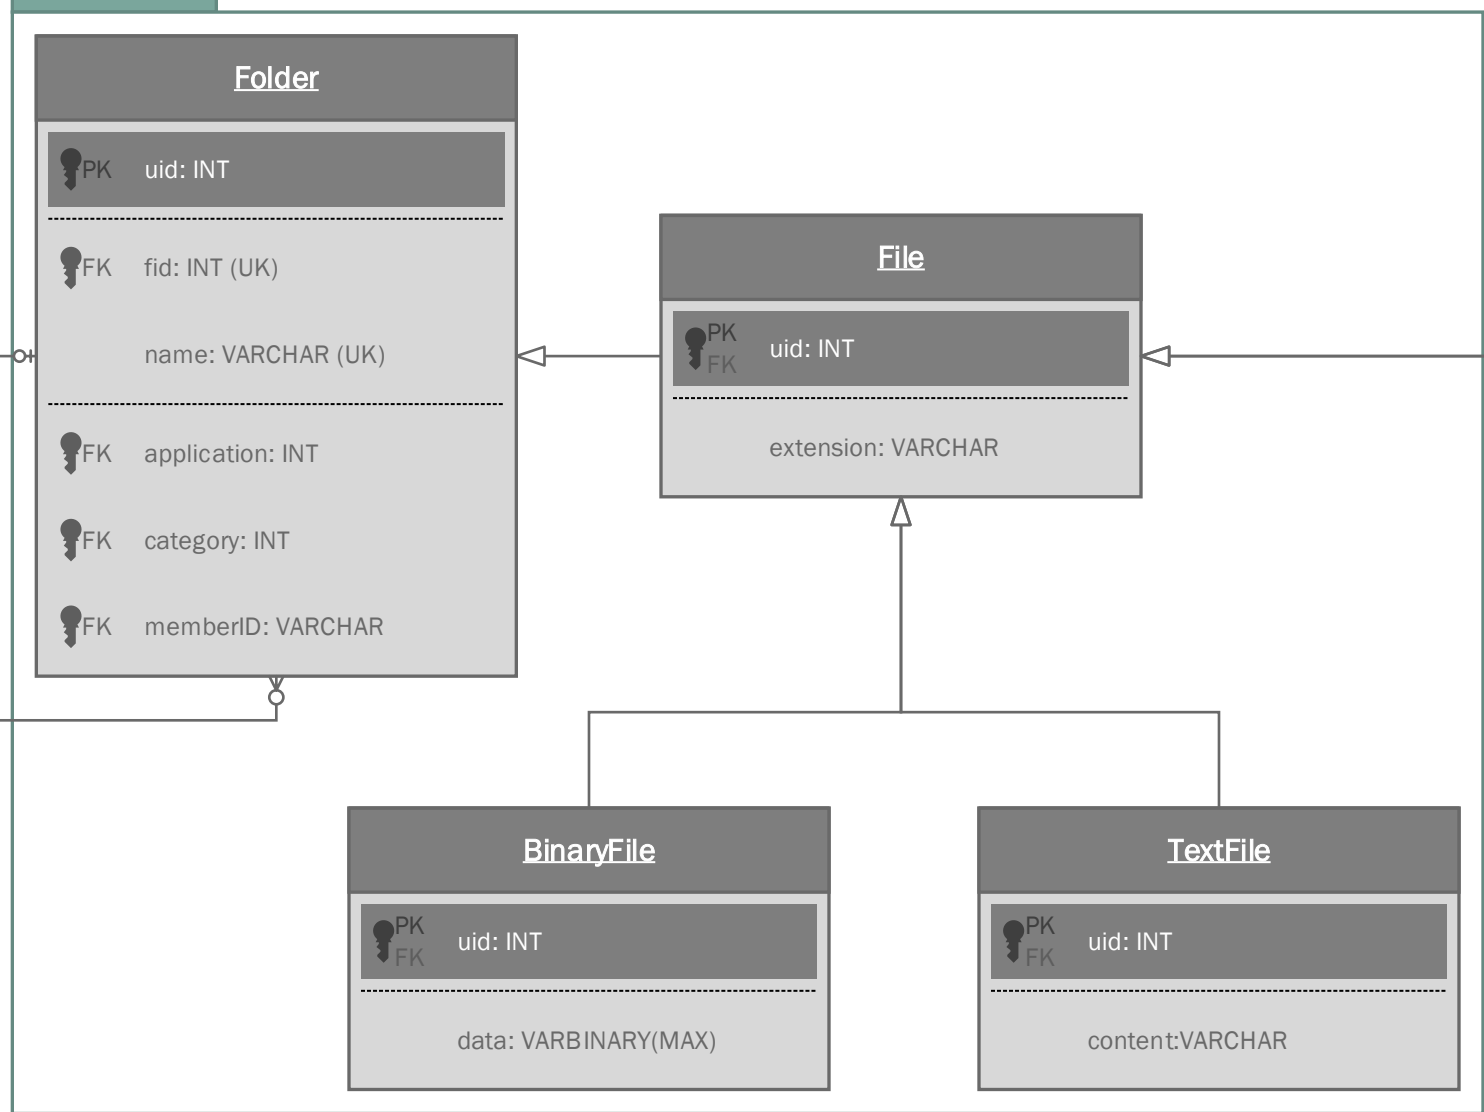 Folder
PK uid: INT
FK fid: INT (UK)
name: VARCHAR (UK)
FK application: INT
FK category: INT
FK memberID: VARCHAR
File
PK
FK
uid: INT
extension: VARCHAR
BinaryFile
PK
FK
uid: INT
data: VARBINARY(MAX)
TextFile
PK
FK
uid: INT
content:VARCHAR